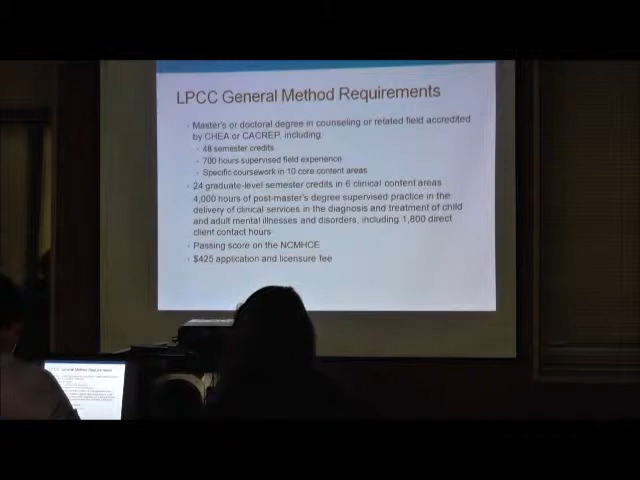 LPCC General Method Requirements
Master's or doctoral degree in counseling or related field accredited
by CHEA or CACREP, including:
48 semester credits
700 hours supervised field experience
Specific coursework in 10 core content areas
24 graduate-level semester credits in 6 clinical content areas
4,000 hours of post-master's degree supervised practice in the
delivery of clinical services in the diagnosis and treatment of child
and adult mental illnesses and disorders, including 1,800 direct
client contact hours
Passing score on the NCMHCE
$425 application and licensure fee
LPCC General Method Requirements